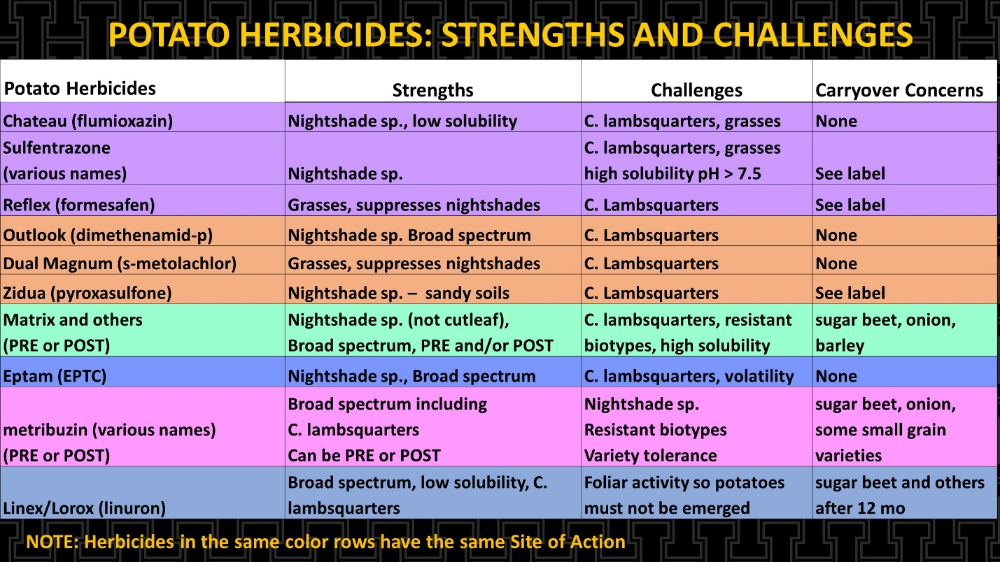 POTATO HERBICIDES: STRENGTHS AND CHALLENGES
Potato Herbicides Strengths Challenges Carryover Concerns
Chateau (flumioxazin) Nightshade sp., low solubility C. lambsquarters, grasses None
Sulfentrazone C. lambsquarters, grasses
(various names) Nightshade sp. high solubility pH > 7.5 See label
Reflex (formesafen) Grasses, suppresses nightshades C. Lambsquarters See label
Outlook (dimethenamid-p) Nightshade sp. Broad spectrum C. Lambsquarters None
Dual Magnum (s-metolachlor) Grasses, suppresses nightshades C. Lambsquarters None
Zidua (pyroxasulfone) Nightshade sp. – sandy soils C. Lambsquarters See label
Matrix and others Nightshade sp. (not cutleaf), C. lambsquarters, resistant sugar beet, onion,
(PRE or POST) Broad spectrum, PRE and/or POST biotypes, high solubility barley
Eptam (EPTC) Nightshade sp., Broad spectrum C. lambsquarters, volatility None
Broad spectrum including Nightshade sp. sugar beet, onion,
metribuzin (various names) C. lambsquarters Resistant biotypes some small grain
(PRE or POST) Can be PRE or POST Variety tolerance varieties
Broad spectrum, low solubility, C. Foliar activity so potatoes sugar beet and others
Linex/Lorox (linuron) lambsquarters must not be emerged after 12 mo
NOTE: Herbicides in the same color rows have the same Site of Action